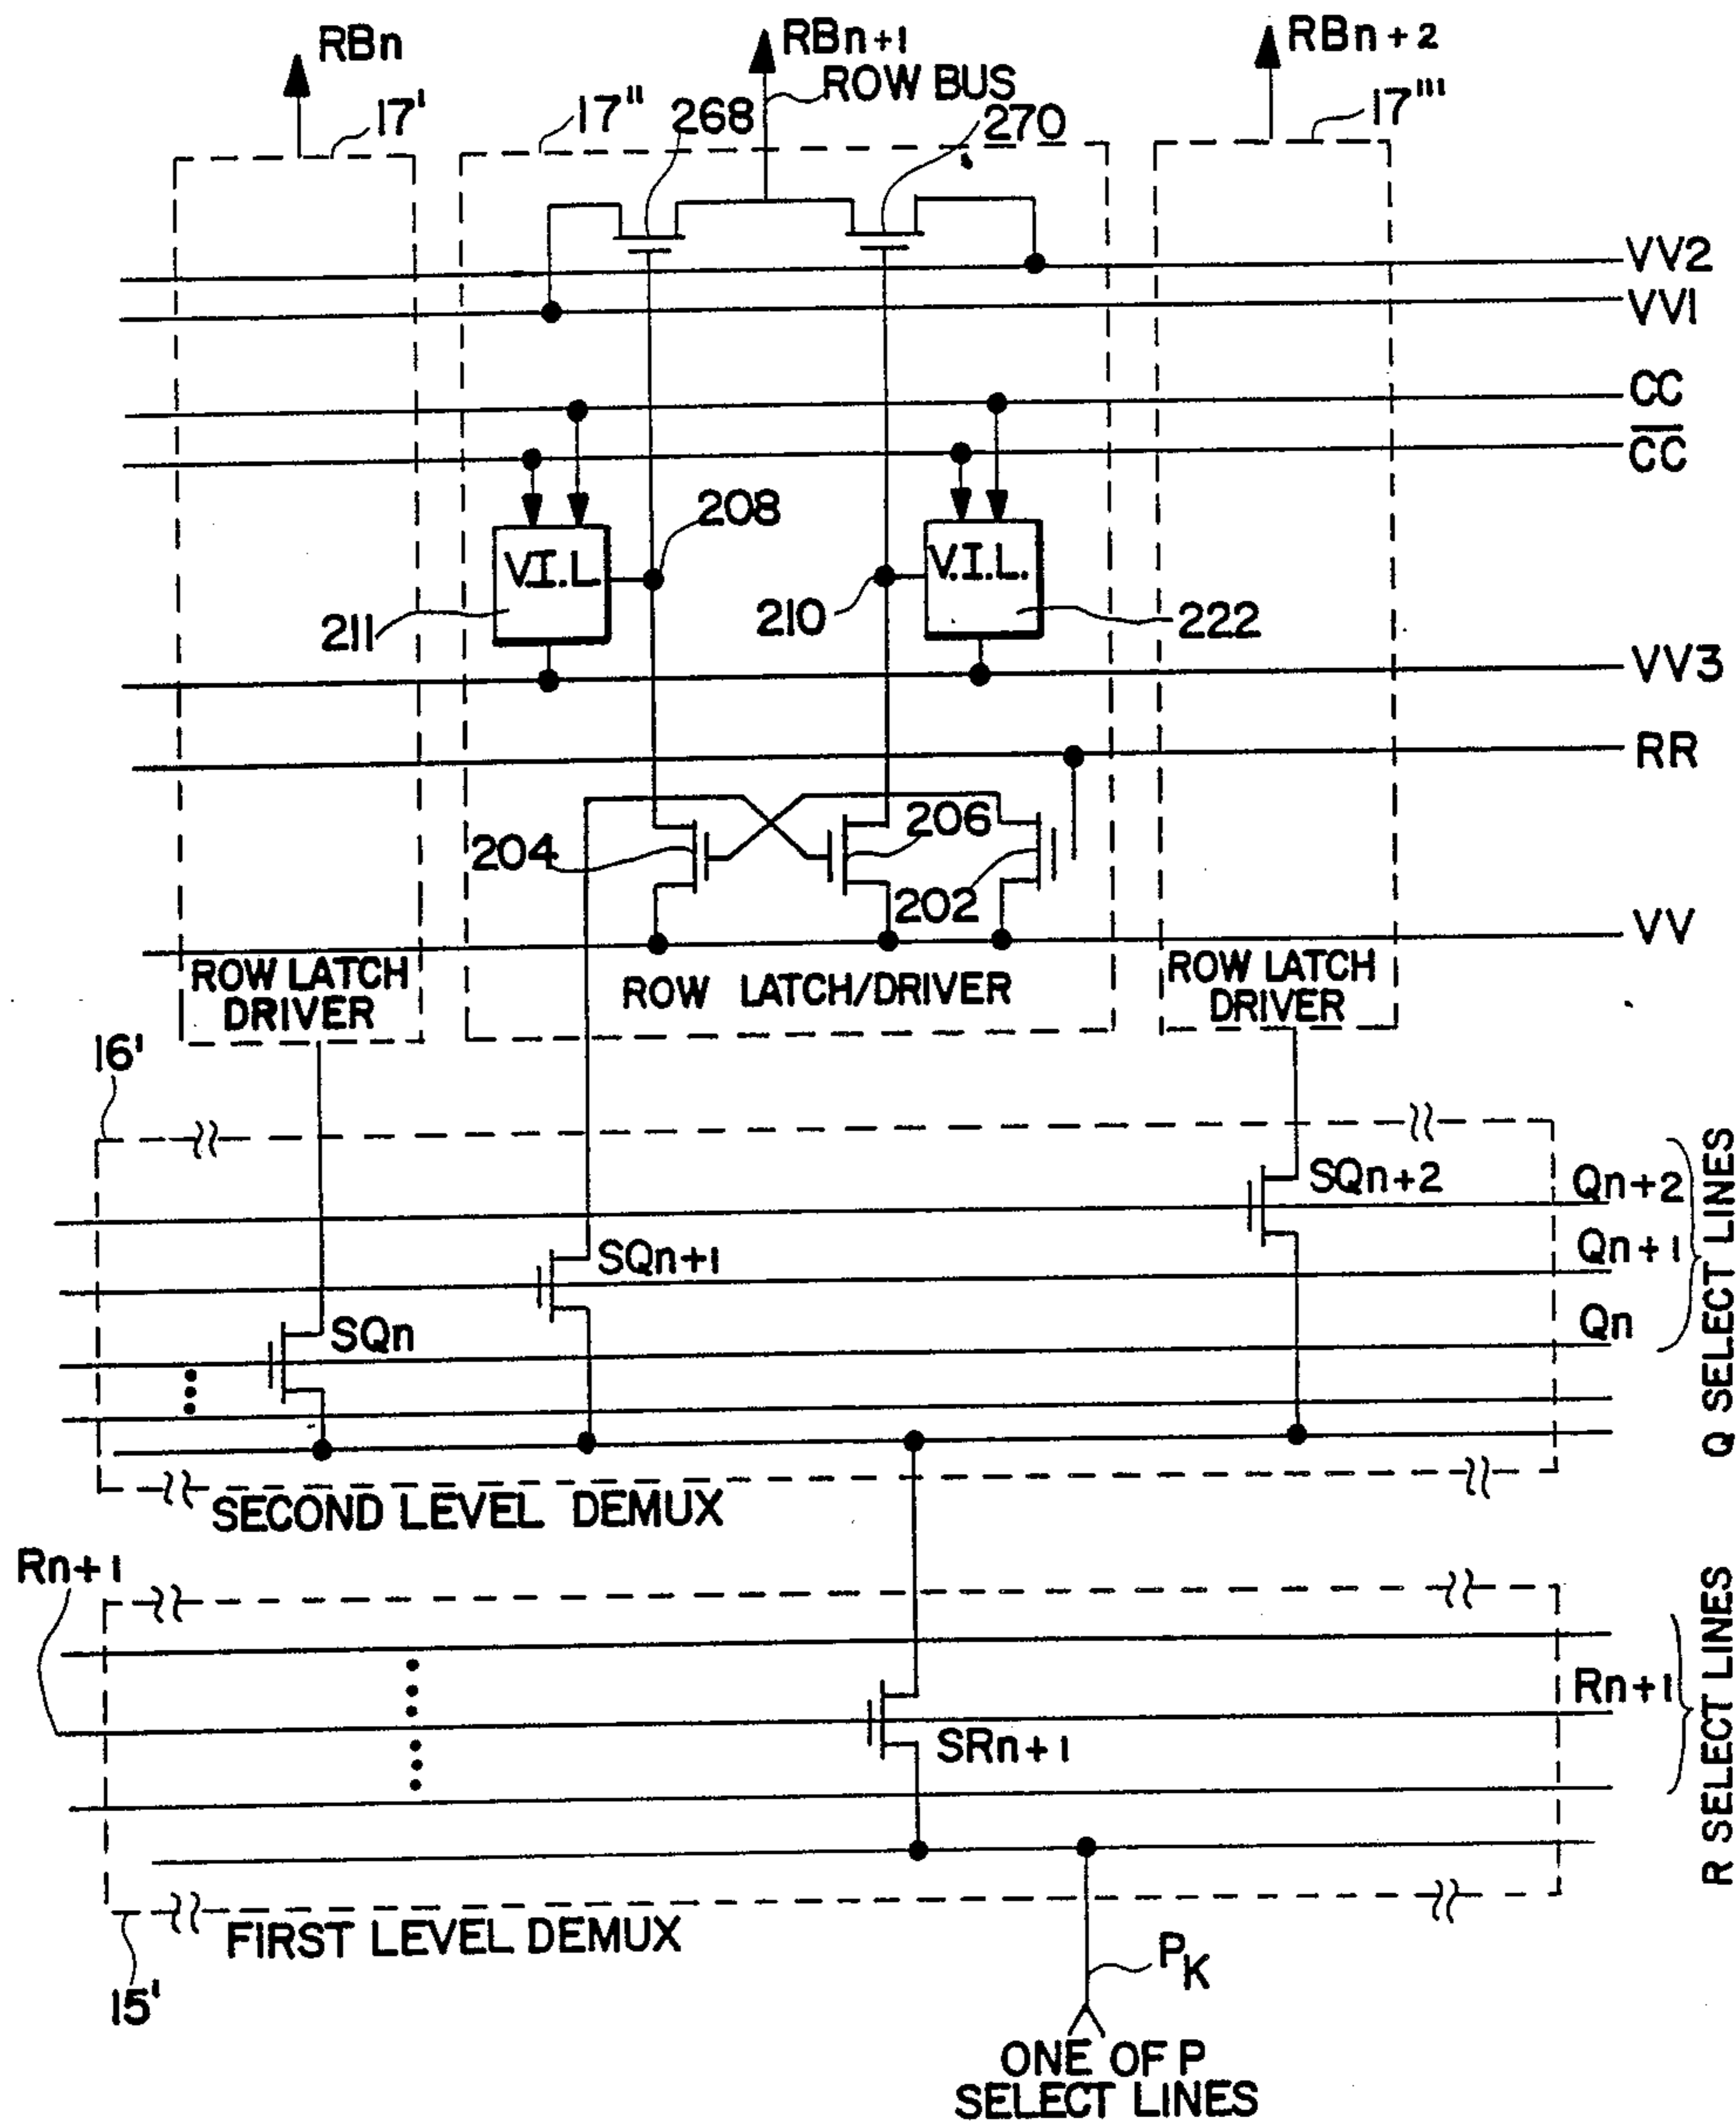 RBn
RBn+1
RBn+2
ROW BUS
17'
17"
268
270
17'''
VV2
VV1
CC
CC
V.I.L.
208
V.I.L.
211
210
222
VV3
RR
204
206
202
VV
ROW LATCH
DRIVER
ROW LATCH/DRIVER
ROW LATCH
DRIVER
16'
SQn+2
Qn+2
SQn+1
Qn+1
SQn
Qn
Q SELECT LINES
SECOND LEVEL DEMUX
Rn+1
Rn+1
SRn+1
R SELECT LINES
FIRST LEVEL DEMUX
15'
PK
ONE OF P
SELECT LINES